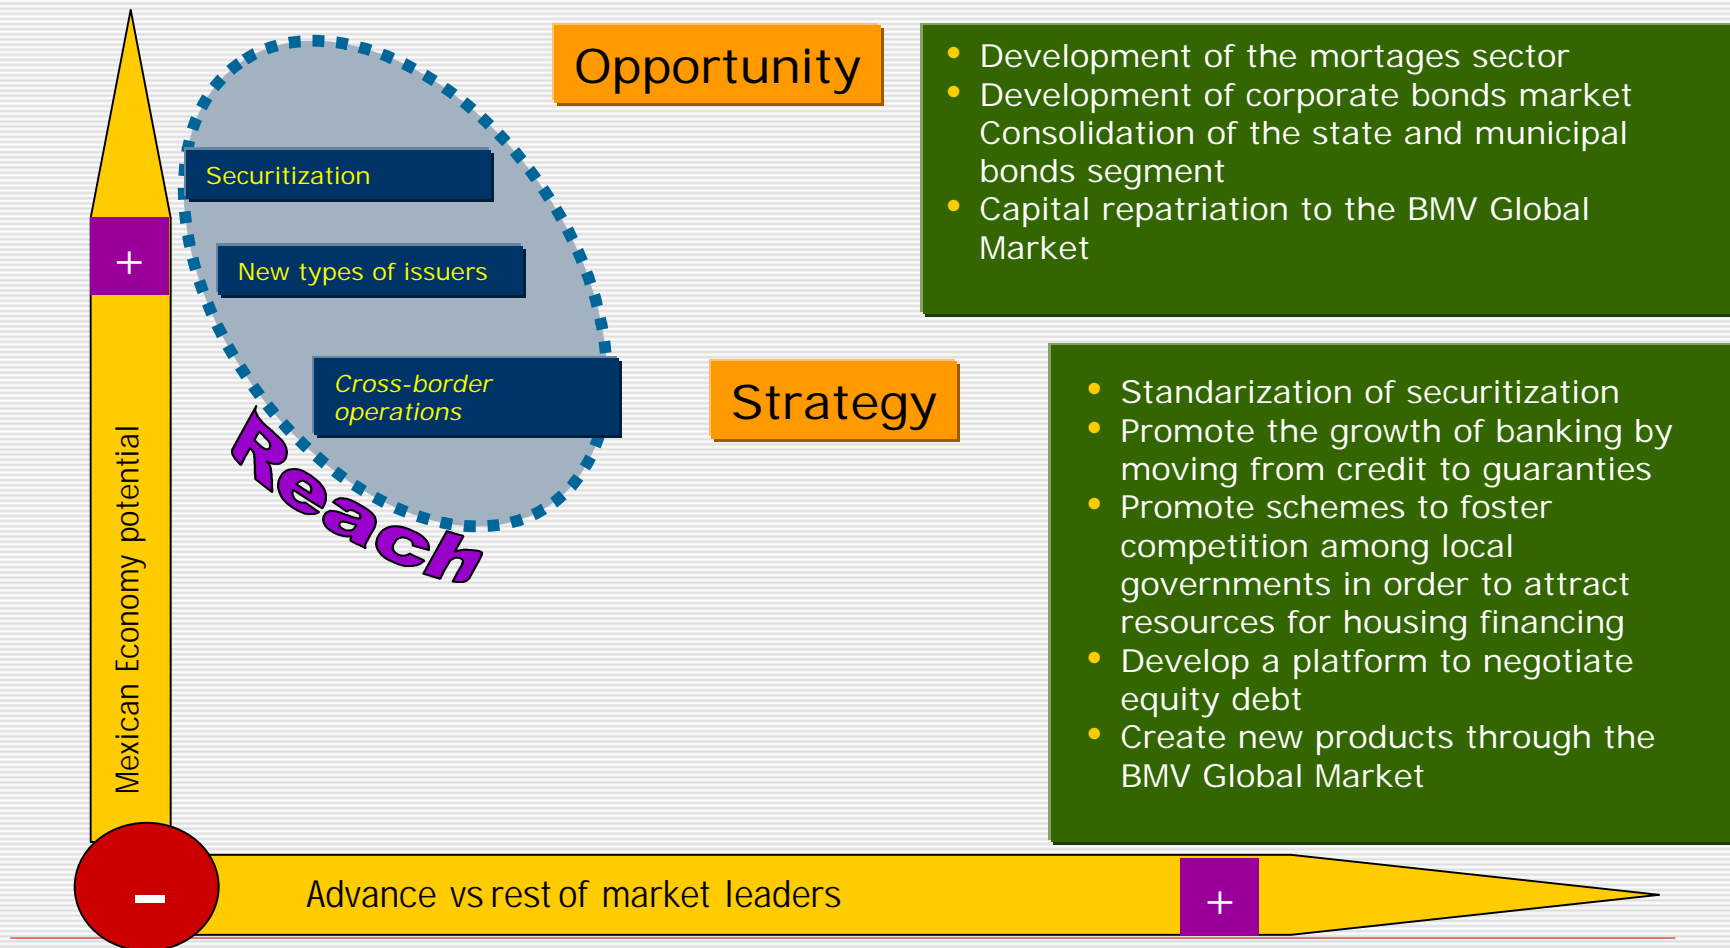 Opportunity
Development of the mortages sector
Development of corporate bonds market
Consolidation of the state and municipal
bonds segment
Capital repatriation to the BMV Global
Market
Securitization
+
New types of issuers
Cross-border
operations
Reach
Strategy
Standarization of securitization
Promote the growth of banking by
moving from credit to guaranties
Promote schemes to foster
competition among local
governments in order to attract
resources for housing financing
Develop a platform to negotiate
equity debt
Create new products through the
BMV Global Market
Mexican Economy potential
-
Advance vs rest of market leaders
+